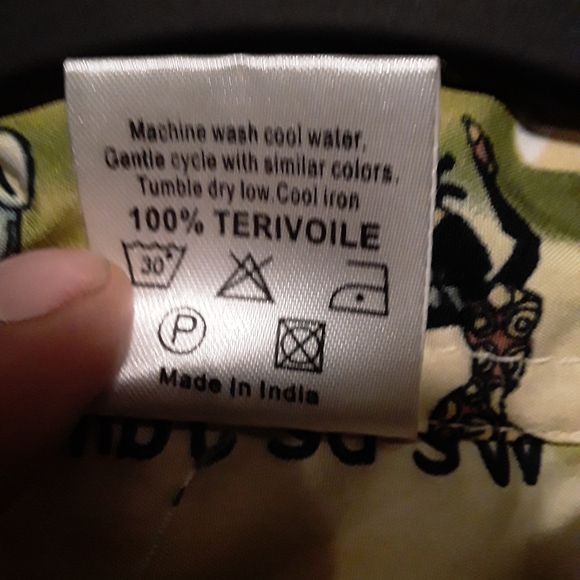 Machine wash cool water.
Gentle cycle with similar colors.
Tumble dry low.Cool iron
100% TERIVOILE
30°
P
Made in India